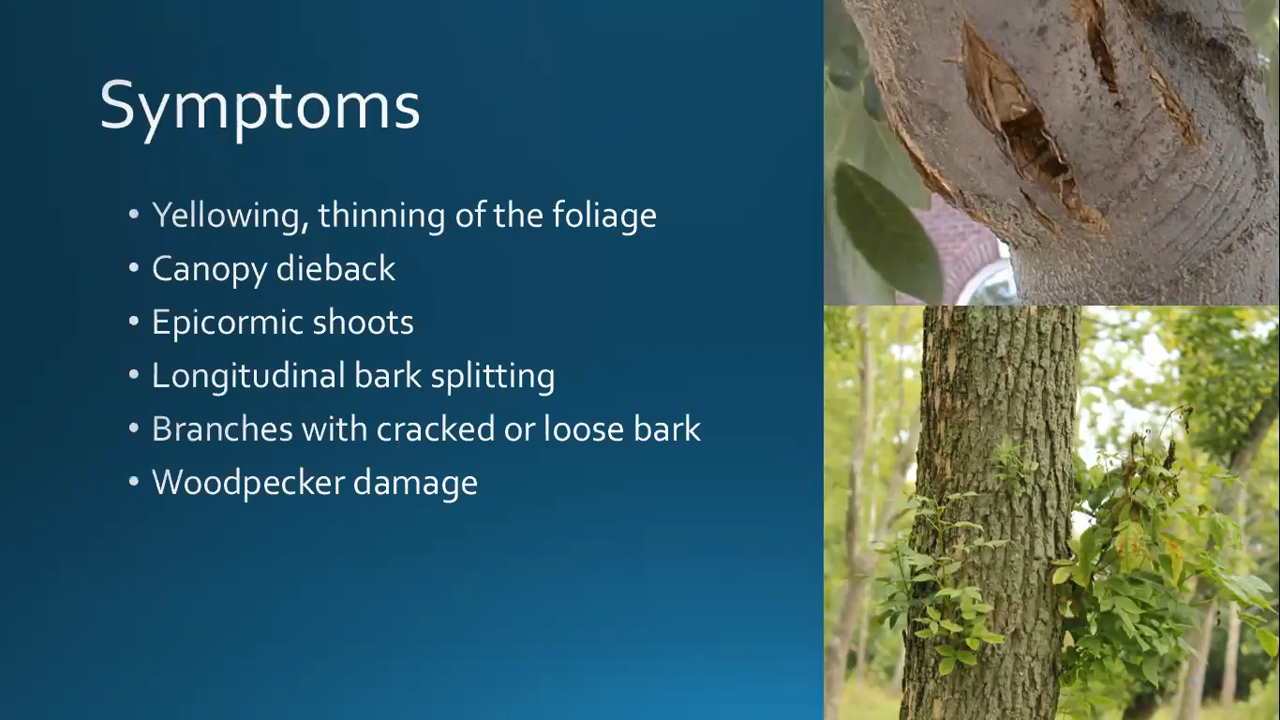 Symptoms
• Yellowing, thinning of the foliage
• Canopy dieback
• Epicormic shoots
• Longitudinal bark splitting
• Branches with cracked or loose bark
• Woodpecker damage